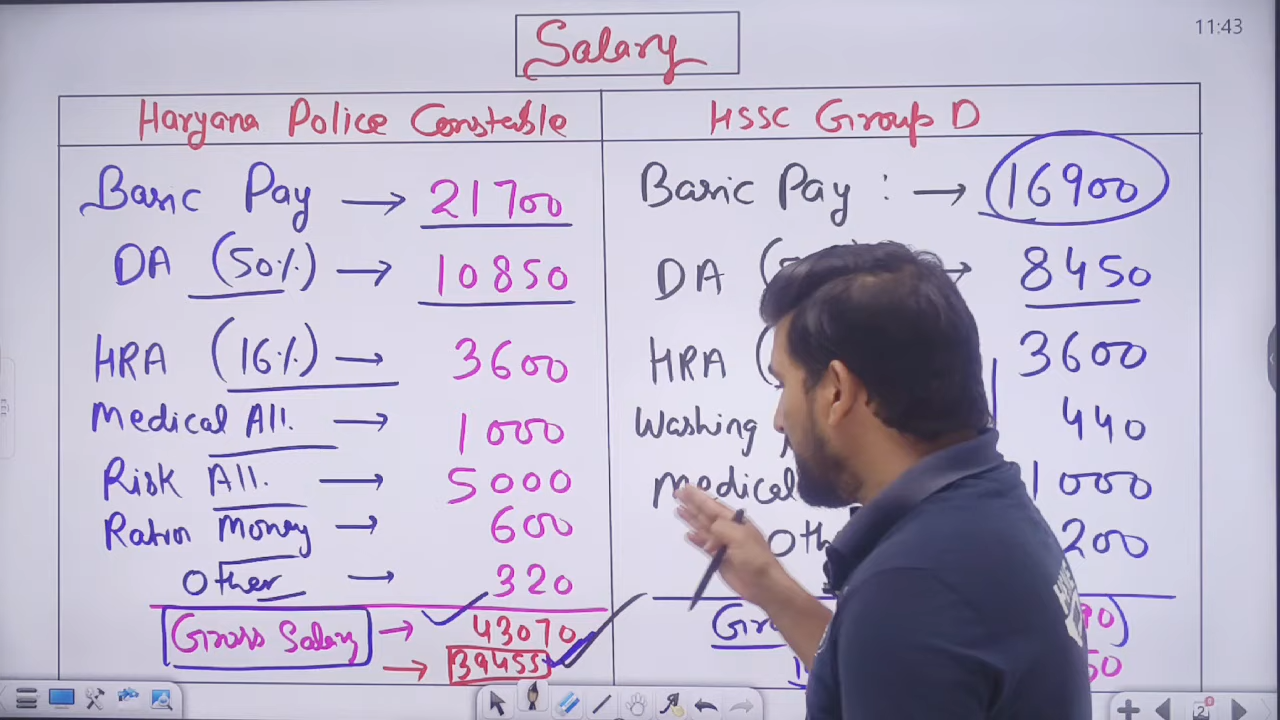 11:43
Salary
Haryana Police Constable
Basic Pay → 21700
DA (50%) → 10850
HRA (16%) → 3600
Medical All. → 1000
Risk All. → 5000
Ration Money → 600
Other → 320
Gross Salary → 43070
→ 39455
HSSC Group D
Basic Pay : → 16900
DA → 8450
HRA 3600
Washing 440
Medical 1000
200